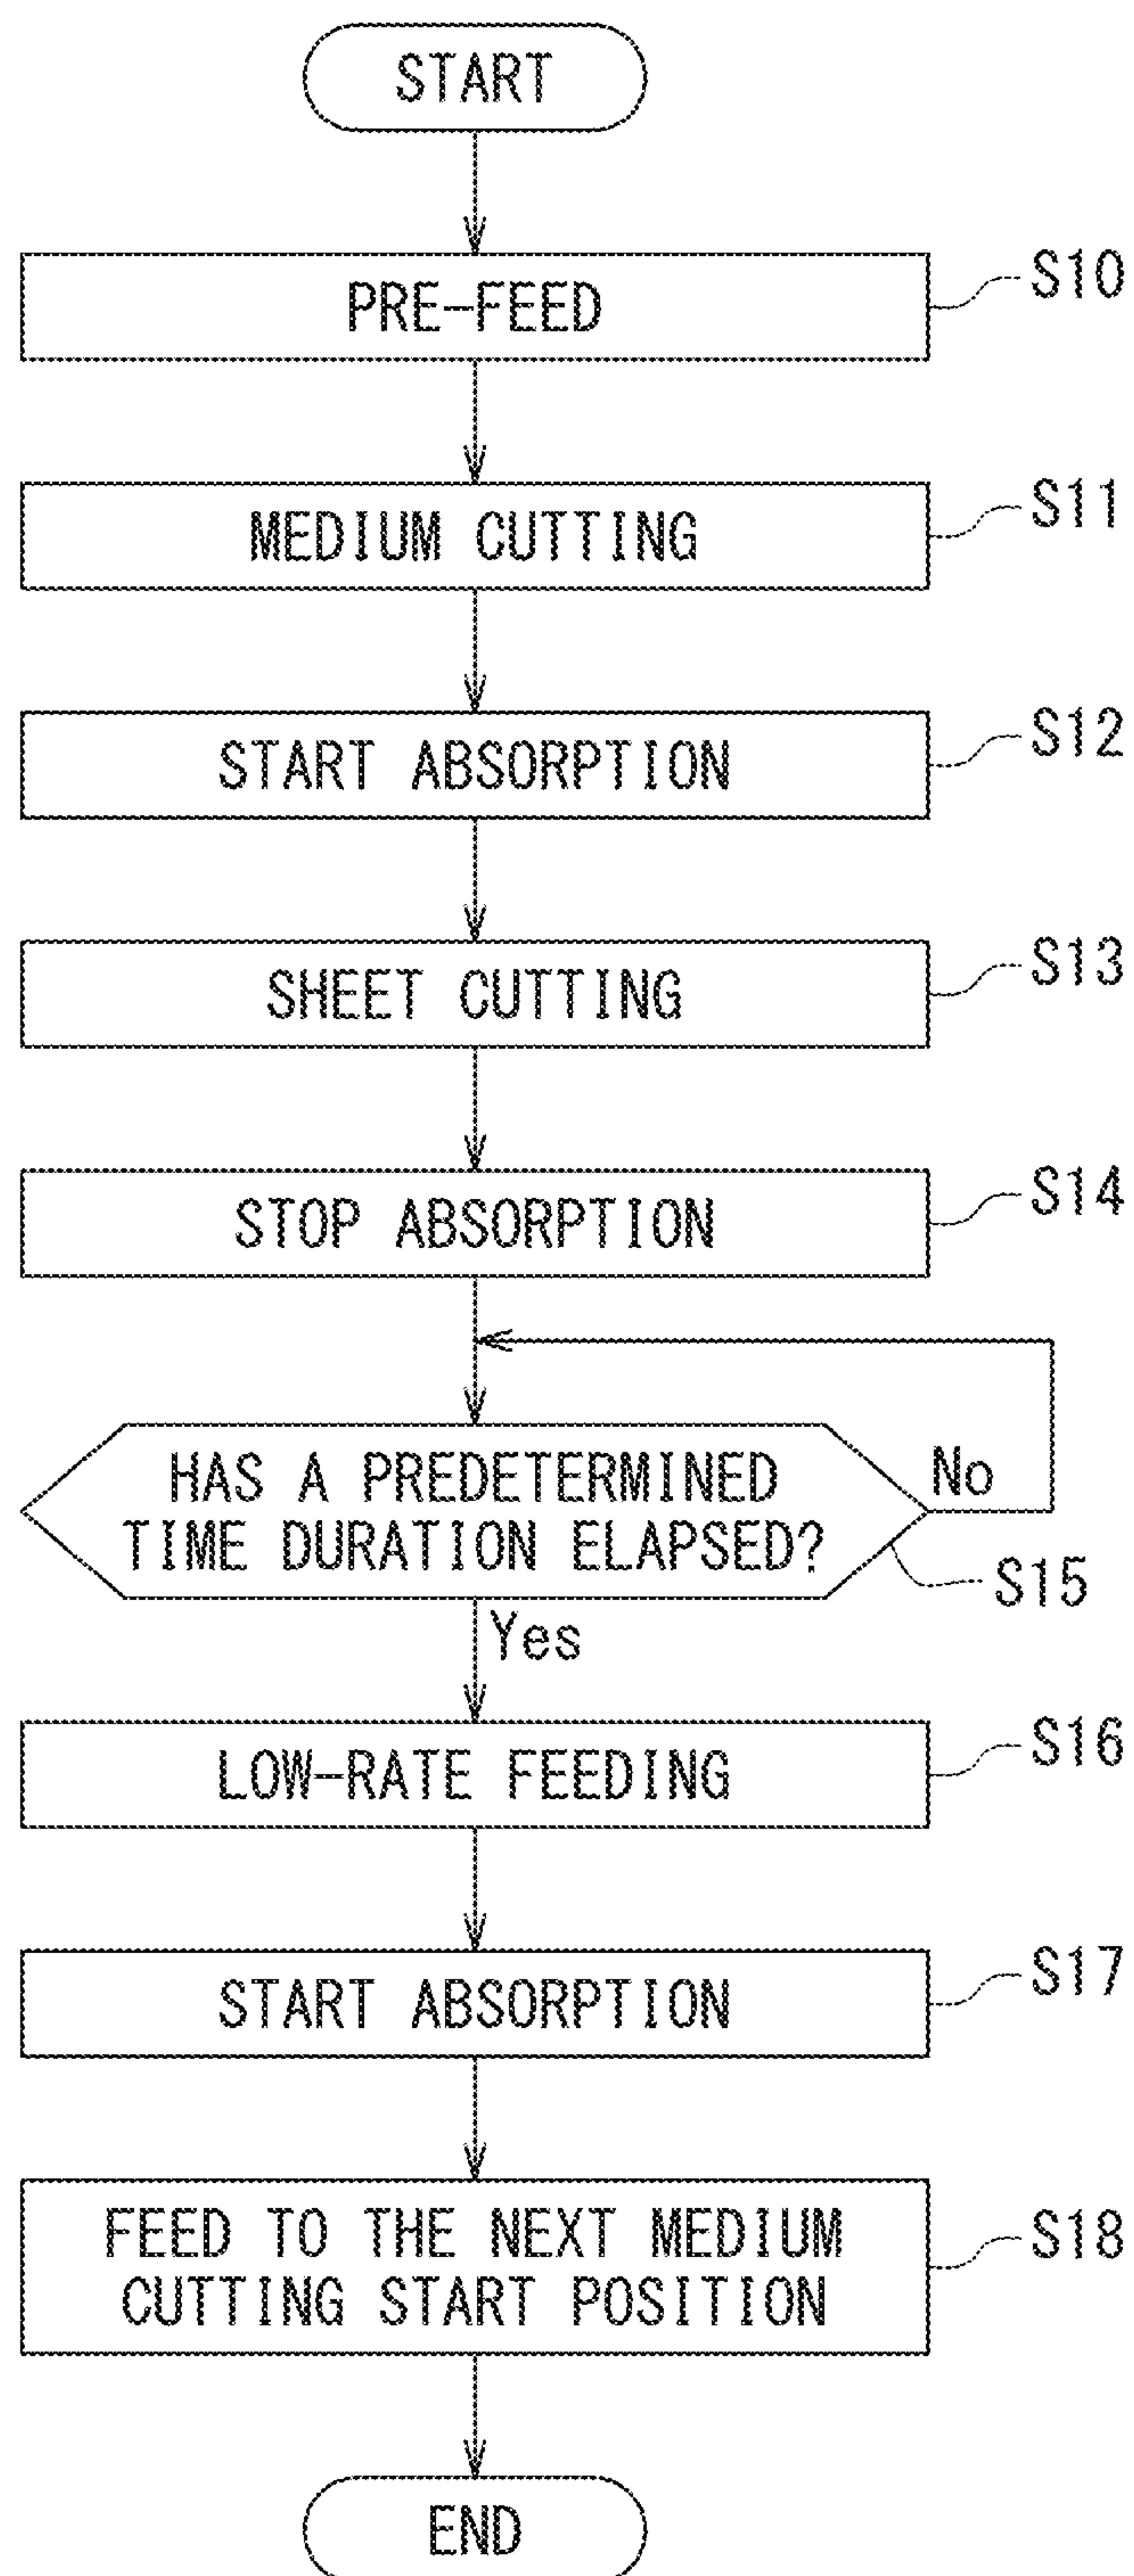 START
PRE-FEED
S10
MEDIUM CUTTING
S11
START ABSORPTION
S12
SHEET CUTTING
S13
STOP ABSORPTION
S14
HAS A PREDETERMINED
TIME DURATION ELAPSED?
No
S15
Yes
LOW-RATE FEEDING
S16
START ABSORPTION
S17
FEED TO THE NEXT MEDIUM
CUTTING START POSITION
S18
END